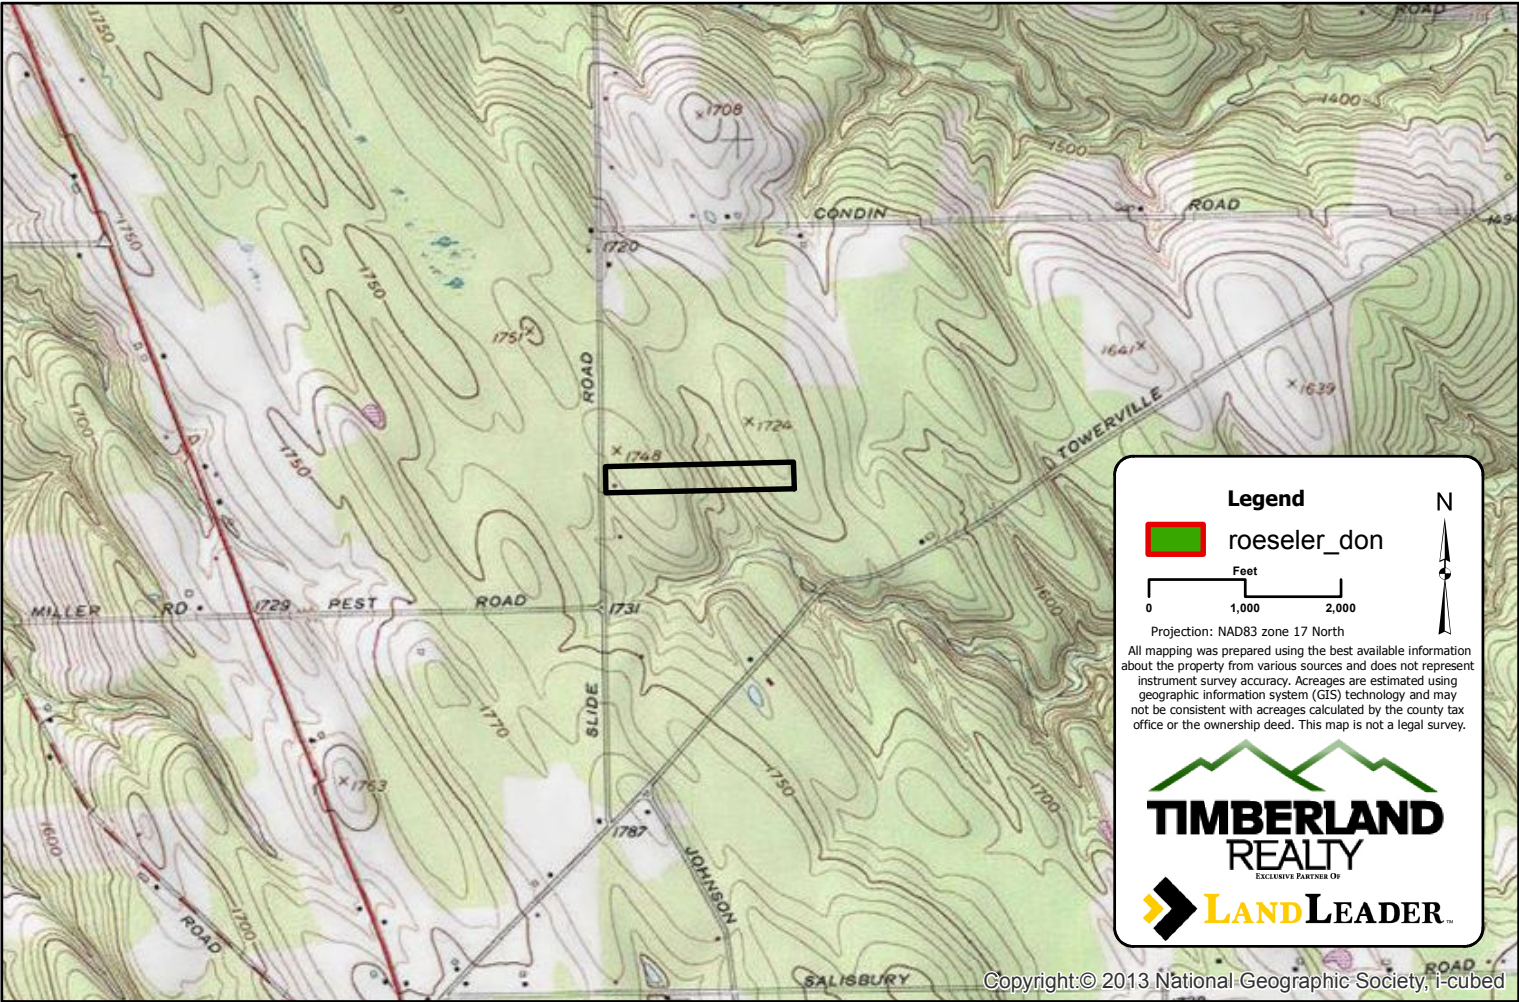 ROAD
1750
1708
1400
1500
CONDIN
ROAD
1494
1750
1720
1750
1751
1641
1639
ROAD
1700
1724
TOWERVILLE
1750
1748
1600
MILLER
RD
1729
PEST
ROAD
1731
SLIDE
1770
1763
1750
1700
1600
1787
JOHNSON
ROAD
1700
SALISBURY
ROAD
Legend
roeseler_don
N
Feet
0 1,000 2,000
Projection: NAD83 zone 17 North
All mapping was prepared using the best available information
about the property from various sources and does not represent
instrument survey accuracy. Acreages are estimated using
geographic information system (GIS) technology and may
not be consistent with acreages calculated by the county tax
office or the ownership deed. This map is not a legal survey.
TIMBERLAND
REALTY
EXCLUSIVE PARTNER OF
LANDLEADER™
Copyright:© 2013 National Geographic Society, i-cubed